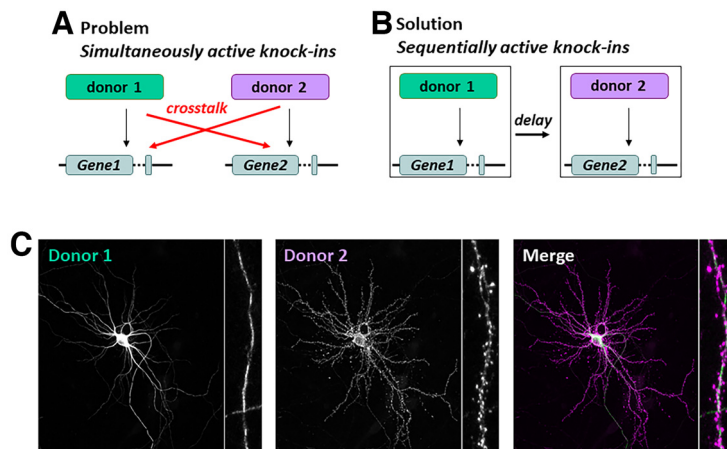 A Problem
Simultaneously active knock-ins
donor 1
donor 2
crosstalk
Gene1
Gene2
B Solution
Sequentially active knock-ins
donor 1
donor 2
delay
Gene1
Gene2
C
Donor 1
Donor 2
Merge